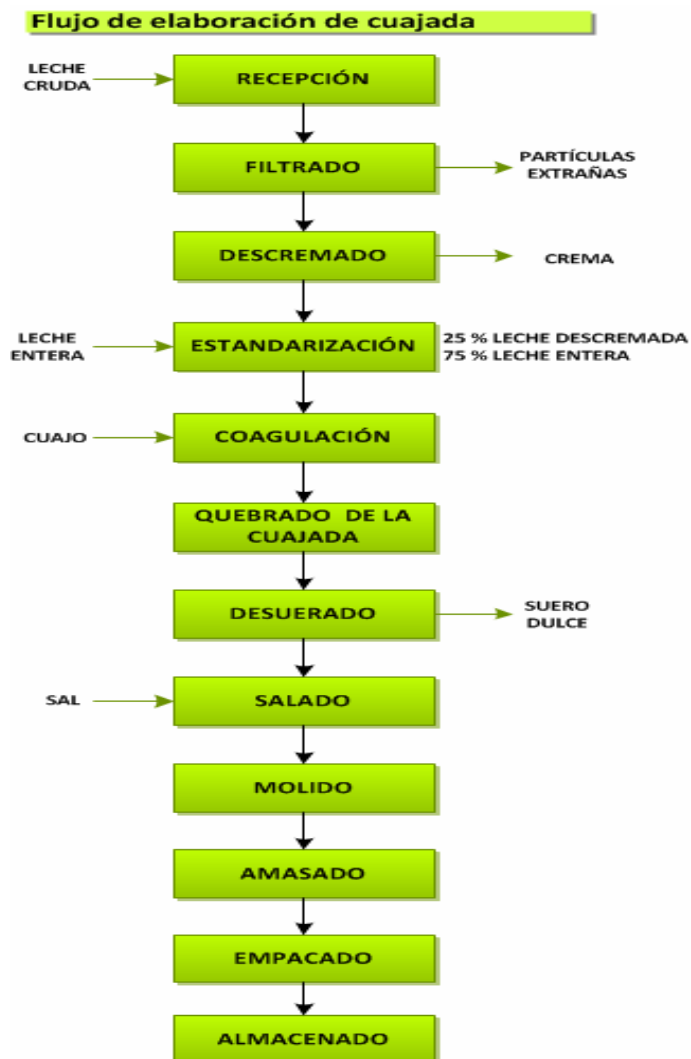 Flujo de elaboración de cuajada
LECHE
CRUDA
RECEPCIÓN
FILTRADO
PARTÍCULAS
EXTRAÑAS
DESCREMADO
CREMA
LECHE
ENTERA
ESTANDARIZACIÓN
25 % LECHE DESCREMADA
75 % LECHE ENTERA
CUAJO
COAGULACIÓN
QUEBRADO DE LA
CUAJADA
DESUERADO
SUERO
DULCE
SAL
SALADO
MOLIDO
AMASADO
EMPACADO
ALMACENADO